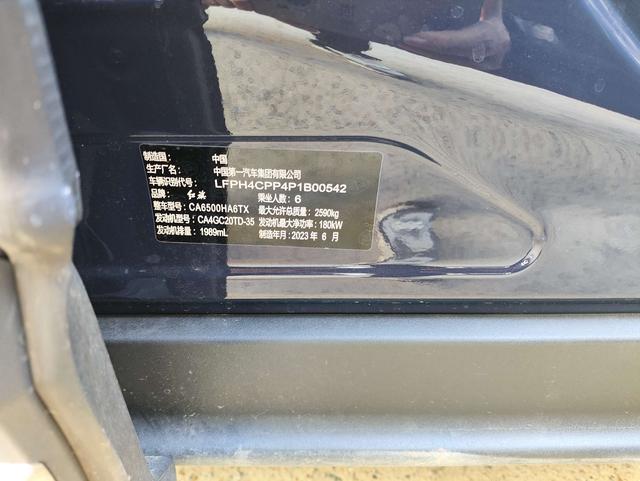 制造国： 中国
生产厂名： 中国第一汽车集团有限公司
车辆识别代号： LFPH4CPP4P1B00542
品牌： 红旗 乘坐人数：6
整车型号：CA6500HA6TX 最大允许总质量：2590kg
发动机型号：CA4GC20TD-35 发动机最大净功率：180kW
发动机排量：1989mL 制造年月：2023 年 6 月